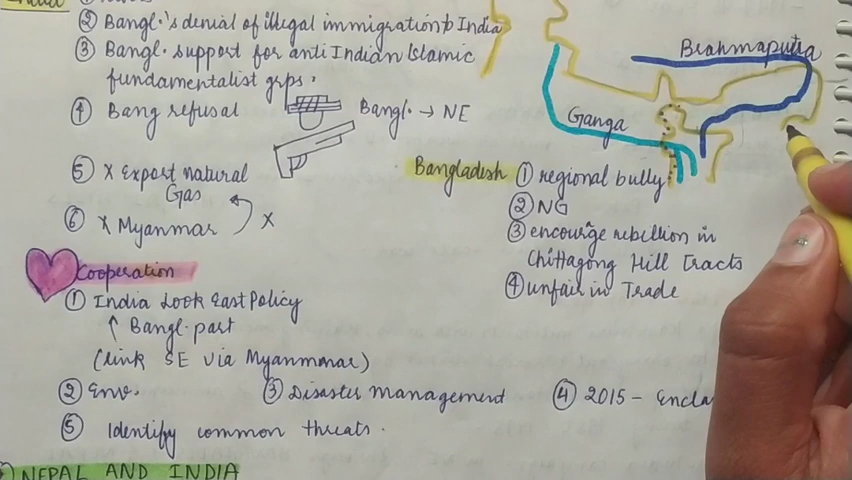 ② Bangl.'s denial of illegal immigration to India
③ Bangl. support for anti Indian Islamic
fundamentalist grps.
④ Bang refusal
Bangl. → NE
⑤ X Export natural
Gas
⑥ X Myanmar
X
Brahmaputra
Ganga
Bangladesh ① regional bully
② NG
③ encourage rebellion in
Chittagong Hill Tracts
④ unfair in Trade
Cooperation
① India Look East Policy
↑ Bangl. part
(link SE via Myanmmar)
② Env. ③ Disaster management ④ 2015 - Encla
⑤ Identify common threats.
NEPAL AND INDIA